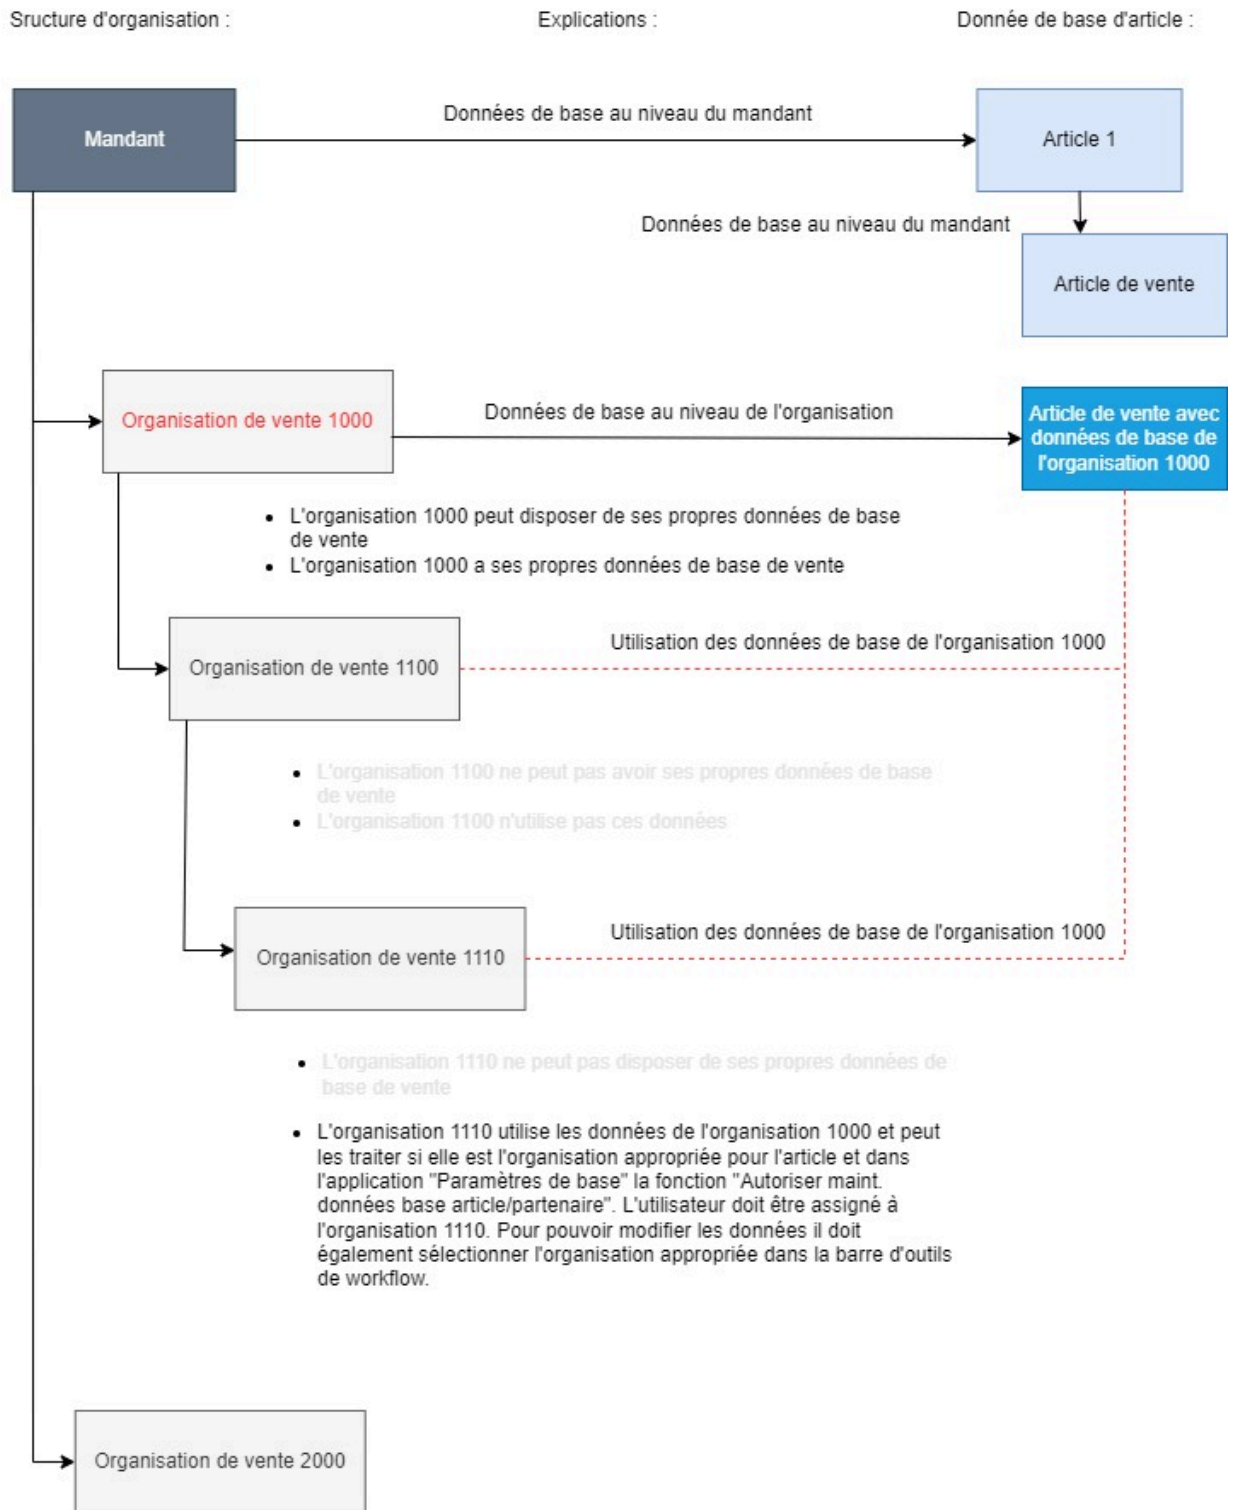 Sructure d'organisation :
Explications :
Donnée de base d'article :
Mandant
Données de base au niveau du mandant
Article 1
Données de base au niveau du mandant
Article de vente
Organisation de vente 1000
Données de base au niveau de l'organisation
Article de vente avec
données de base de
l'organisation 1000
L'organisation 1000 peut disposer de ses propres données de base
de vente
L'organisation 1000 a ses propres données de base de vente
Organisation de vente 1100
Utilisation des données de base de l'organisation 1000
L'organisation 1100 ne peut pas avoir ses propres données de base
de vente
L'organisation 1100 n'utilise pas ces données
Organisation de vente 1110
Utilisation des données de base de l'organisation 1000
L'organisation 1110 ne peut pas disposer de ses propres données de
base de vente
L'organisation 1110 utilise les données de l'organisation 1000 et peut
les traiter si elle est l'organisation appropriée pour l'article et dans
l'application "Paramètres de base" la fonction "Autoriser maint.
données base article/partenaire". L'utilisateur doit être assigné à
l'organisation 1110. Pour pouvoir modifier les données il doit
également sélectionner l'organisation appropriée dans la barre d'outils
de workflow.
Organisation de vente 2000